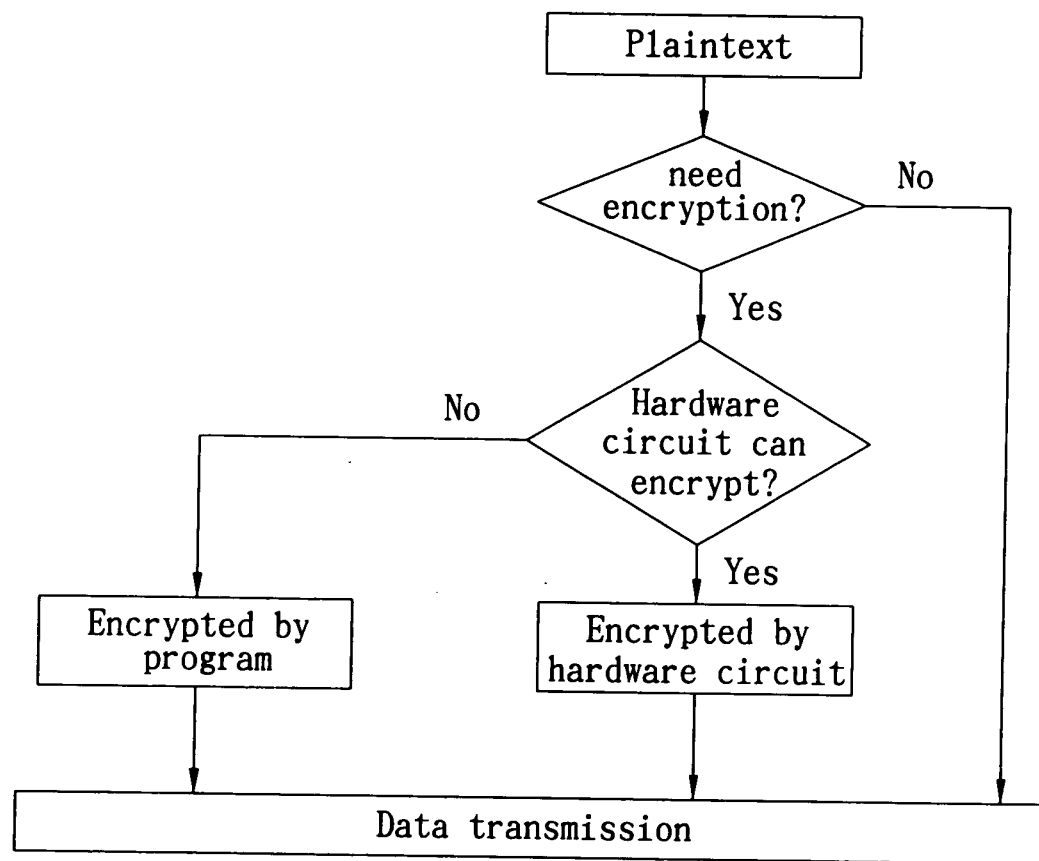 Plaintext
need
encryption?
No
Yes
Hardware
circuit can
encrypt?
No
Yes
Encrypted by
program
Encrypted by
hardware circuit
Data transmission